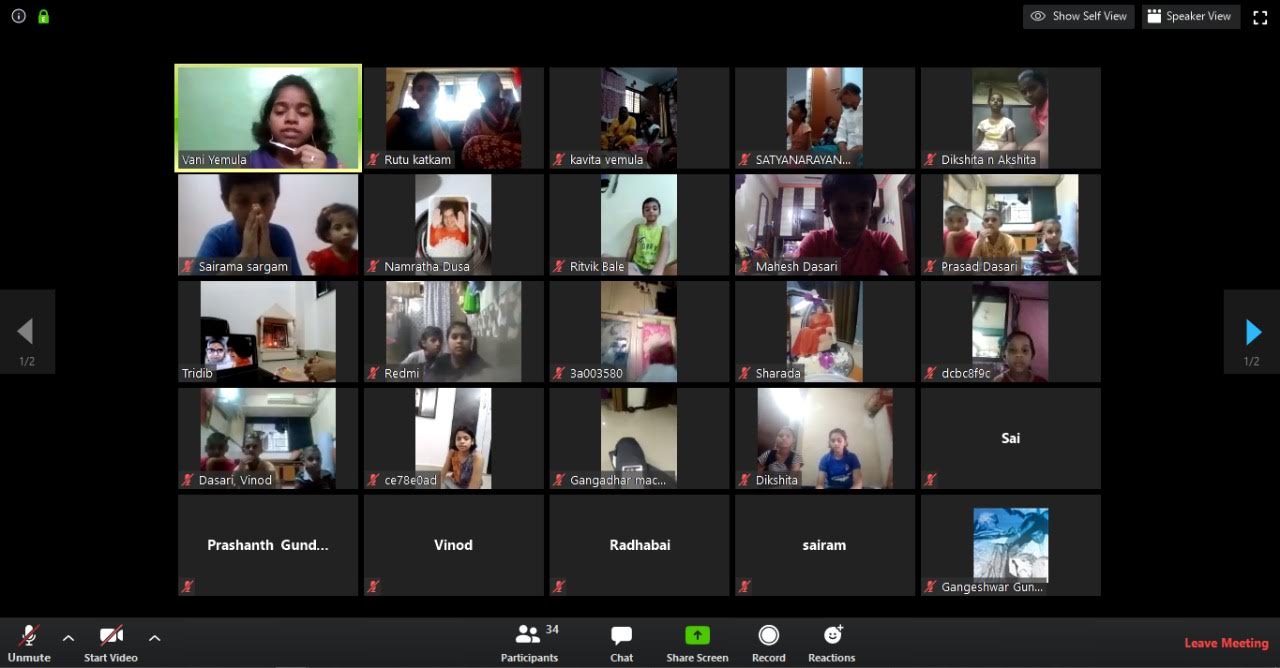 Show Self View
Speaker View
Vani Yemula
Rutu katkam
kavita vemula
SATYANARAYAN...
Dikshita n Akshita
Sairama sargam
Namratha Dusa
Ritvik Bale
Mahesh Dasari
Prasad Dasari
1/2
1/2
Tridib
Redmi
3a003580
Sharada
dcbc8f9c
Dasari, Vinod
ce78e0ad
Gangadhar mac...
Dikshita
Sai
Prashanth Gund...
Vinod
Radhabai
sairam
Gangeshwar Gun...
Unmute
Start Video
34
Participants
Chat
Share Screen
Record
Reactions
Leave Meeting